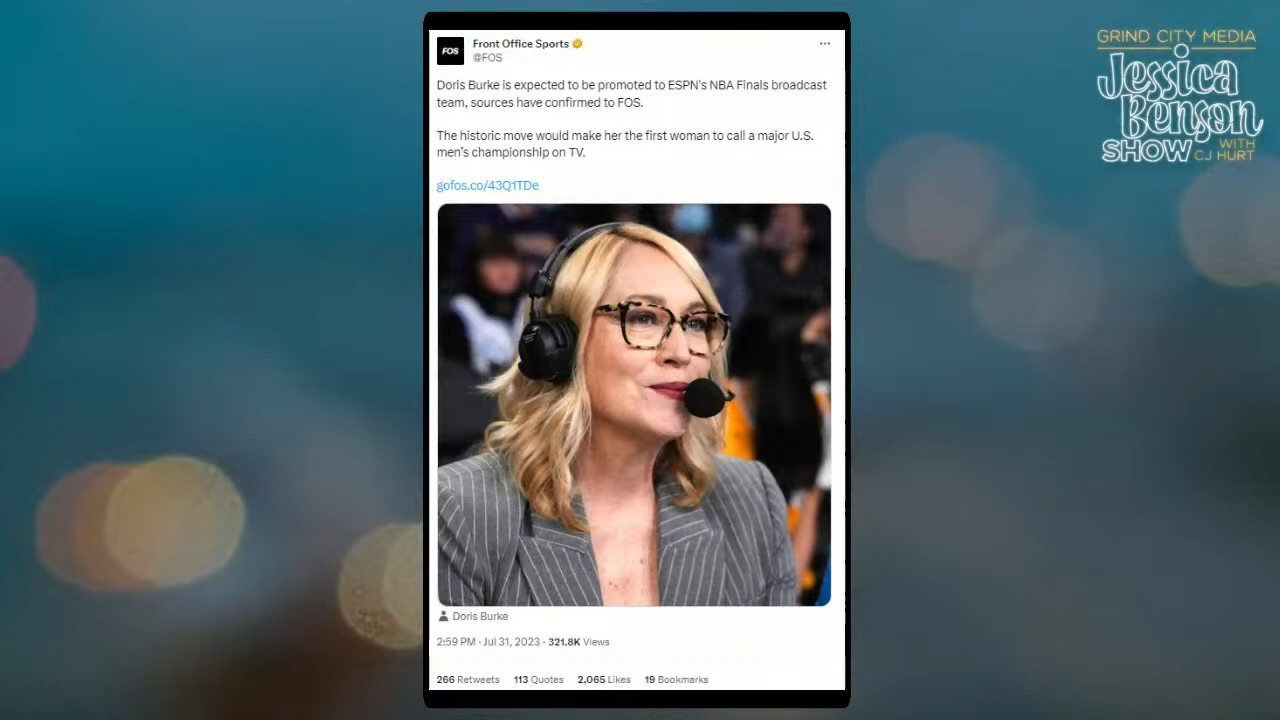 FOS
Front Office Sports
@FOS
Doris Burke is expected to be promoted to ESPN's NBA Finals broadcast
team, sources have confirmed to FOS.
The historic move would make her the first woman to call a major U.S.
men's championship on TV.
gofos.co/43Q1TDe
Doris Burke
2:59 PM · Jul 31, 2023 · 321.8K Views
266 Retweets 113 Quotes 2,065 Likes 19 Bookmarks
GRIND CITY MEDIA
Jessica
Benson
SHOW WITH
CJ HURT